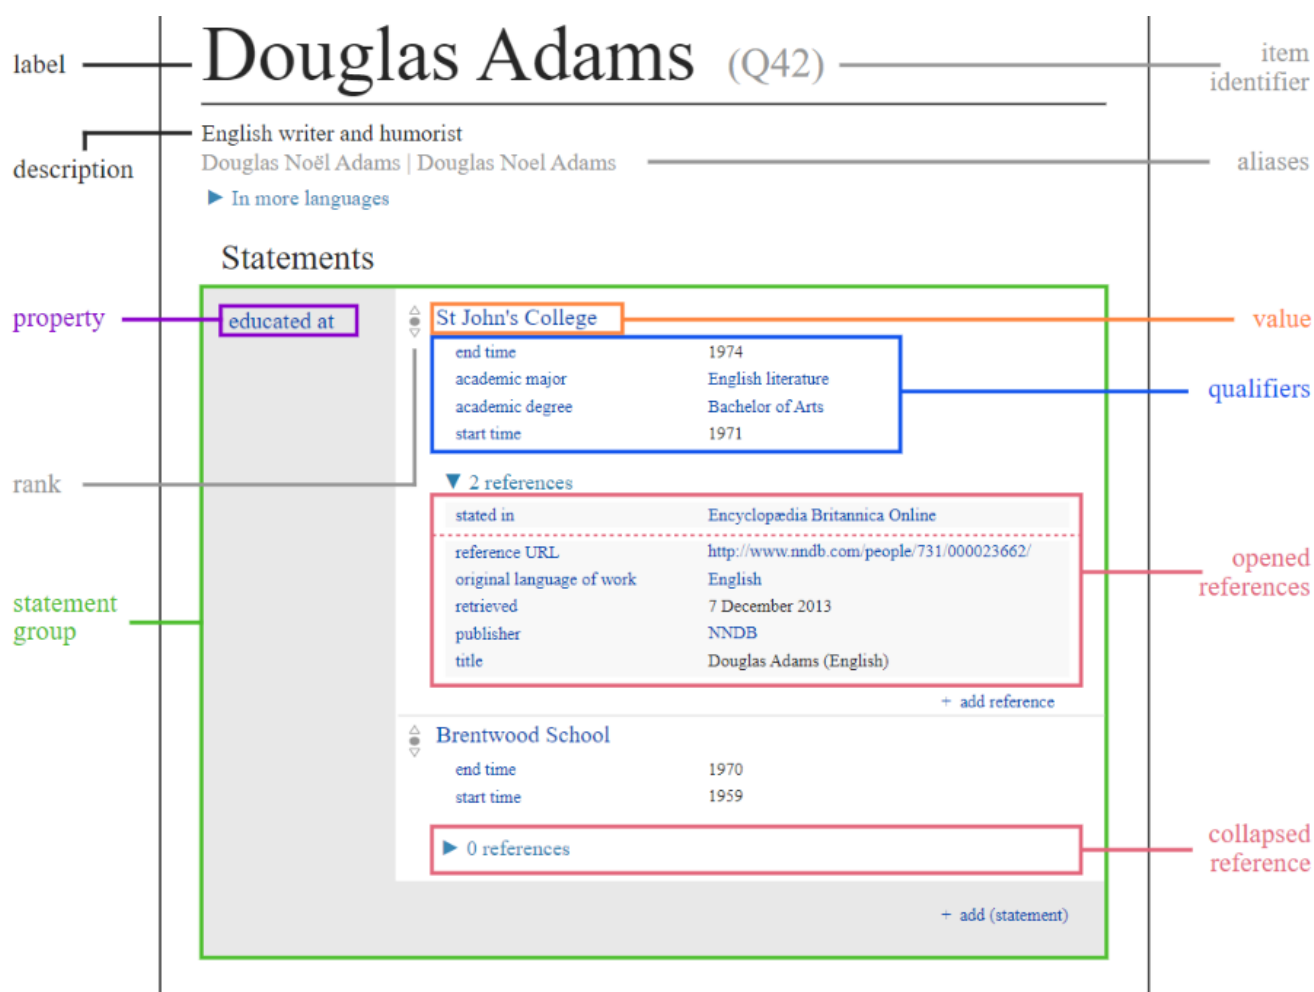 label
Douglas Adams (Q42)
item
identifier
description
English writer and humorist
Douglas Noël Adams | Douglas Noel Adams
aliases
▶ In more languages
Statements
property
educated at
St John's College
value
end time 1974
academic major English literature
academic degree Bachelor of Arts
start time 1971
qualifiers
rank
▼ 2 references
stated in Encyclopædia Britannica Online
reference URL http://www.nndb.com/people/731/000023662/
original language of work English
retrieved 7 December 2013
publisher NNDB
title Douglas Adams (English)
opened
references
statement
group
+ add reference
Brentwood School
end time 1970
start time 1959
▶ 0 references
collapsed
reference
+ add (statement)